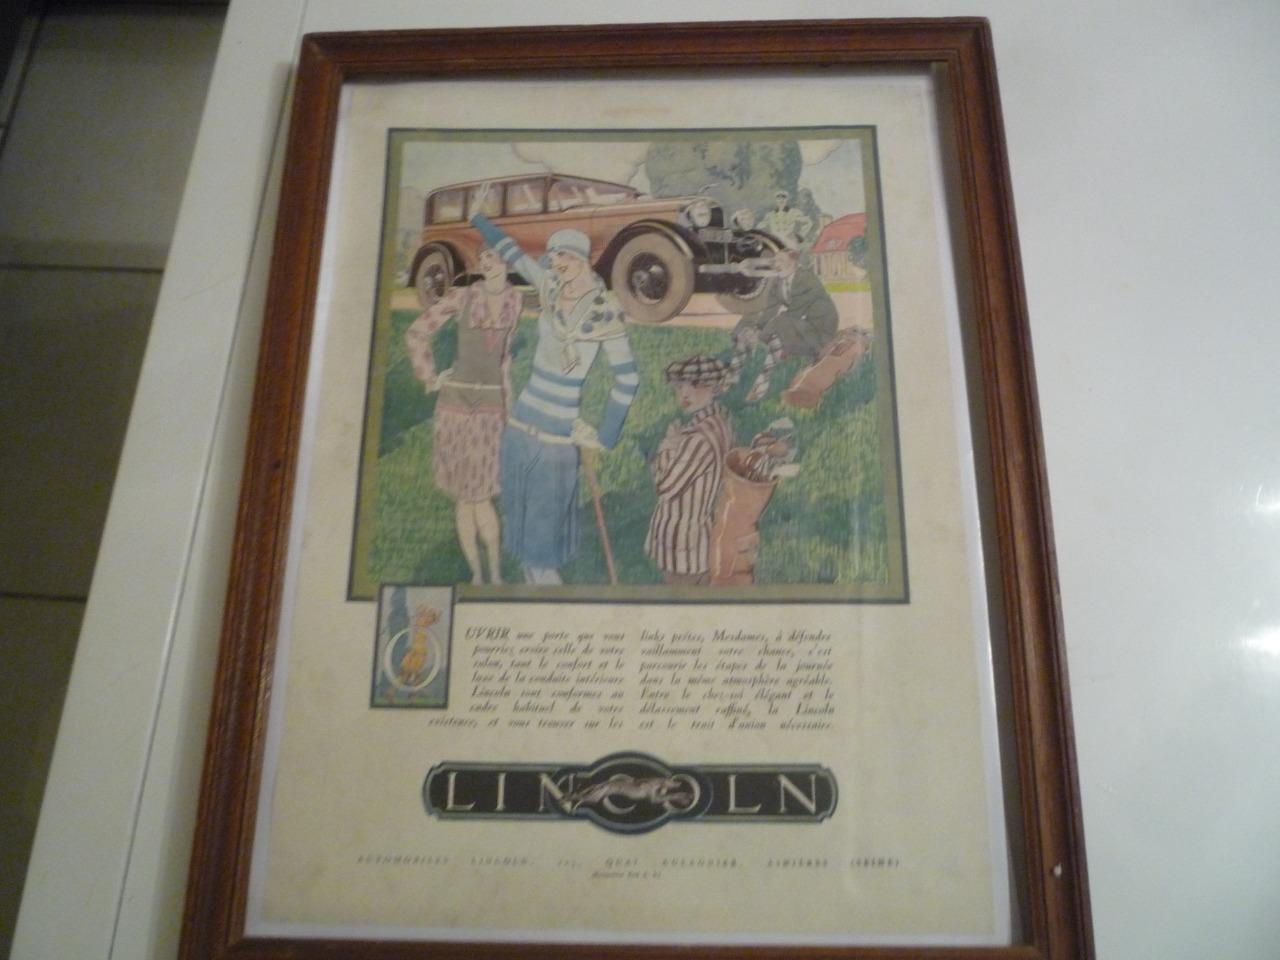 OUVRIR une porte que vous
pourriez croire celle de votre
salon, tant le confort et le
luxe de la conduite intérieure
Lincoln sont conformes au
cadre habituel de votre
existence, et vous trouver sur les
links prêtes, Mesdames, à défendre
vaillamment votre chance, c'est
parcourir les étapes de la journée
dans la même atmosphère agréable.
Entre le chez-soi élégant et le
délassement raffiné, la Lincoln
est le trait d'union nécessaire.
LINCOLN
AUTOMOBILES LINCOLN, QUAI ASNIÈRES (SEINE)